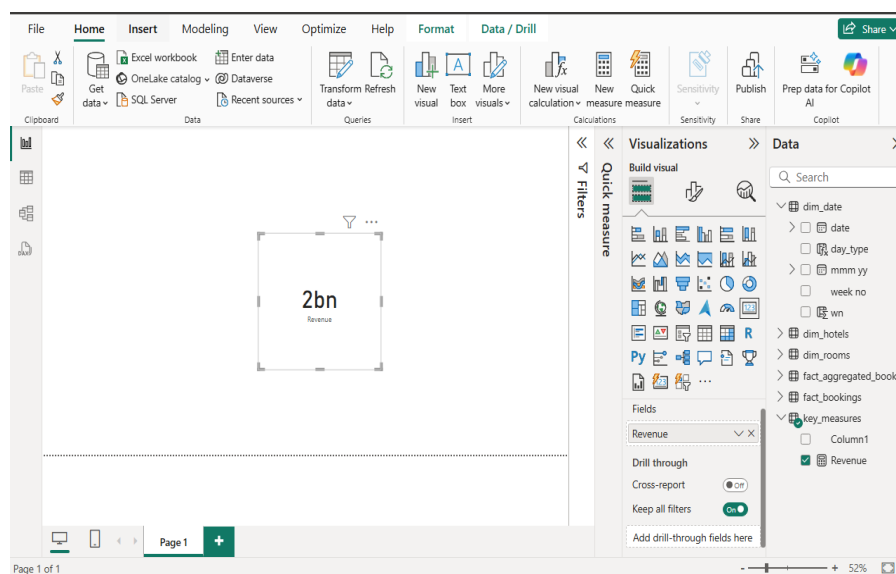 File Home Insert Modeling View Optimize Help Format Data / Drill Share
Paste
Clipboard
Get data
Excel workbook
OneLake catalog
SQL Server
Enter data
Dataverse
Recent sources
Data
Transform data
Refresh
Queries
New visual
Text box
More visuals
Insert
New visual calculation
New measure
Quick measure
Calculations
Sensitivity
Sensitivity
Publish
Share
Prep data for AI
Copilot
Copilot
2bn
Revenue
Filters
Quick measure
Visualizations
Build visual
123
R
Py
123
Fields
Revenue
Drill through
Cross-report Off
Keep all filters On
Add drill-through fields here
Data
Search
dim_date
date
day_type
mmm yy
week no
wn
dim_hotels
dim_rooms
fact_aggregated_book
fact_bookings
key_measures
Column1
Revenue
Page 1
Page 1 of 1
- + 52%